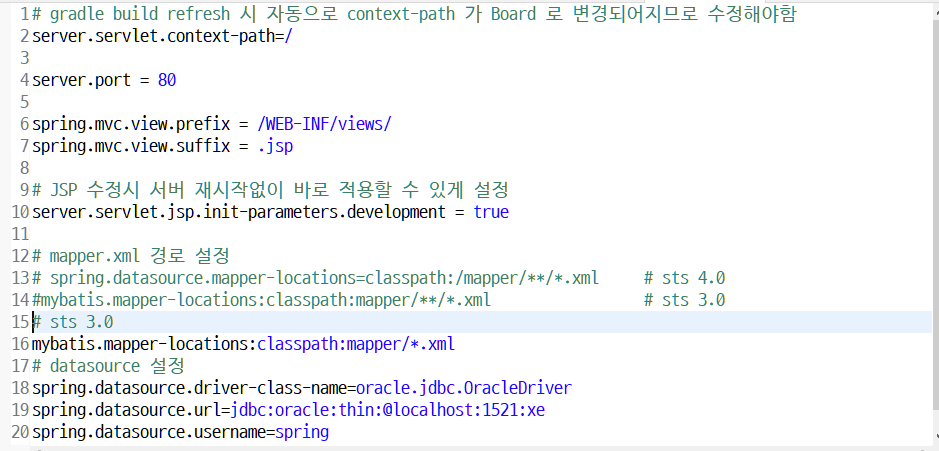 1# gradle build refresh 시 자동으로 context-path 가 Board 로 변경되어지므로 수정해야함
2 server.servlet.context-path=/
3
4 server.port = 80
5
6 spring.mvc.view.prefix = /WEB-INF/views/
7 spring.mvc.view.suffix = .jsp
8
9 # JSP 수정시 서버 재시작없이 바로 적용할 수 있게 설정
10 server.servlet.jsp.init-parameters.development = true
11
12 # mapper.xml 경로 설정
13 # spring.datasource.mapper-locations=classpath:/mapper/**/*.xml     # sts 4.0
14 #mybatis.mapper-locations:classpath:mapper/**/*.xml                 # sts 3.0
15 # sts 3.0
16 mybatis.mapper-locations:classpath:mapper/*.xml
17 # datasource 설정
18 spring.datasource.driver-class-name=oracle.jdbc.OracleDriver
19 spring.datasource.url=jdbc:oracle:thin:@localhost:1521:xe
20 spring.datasource.username=spring